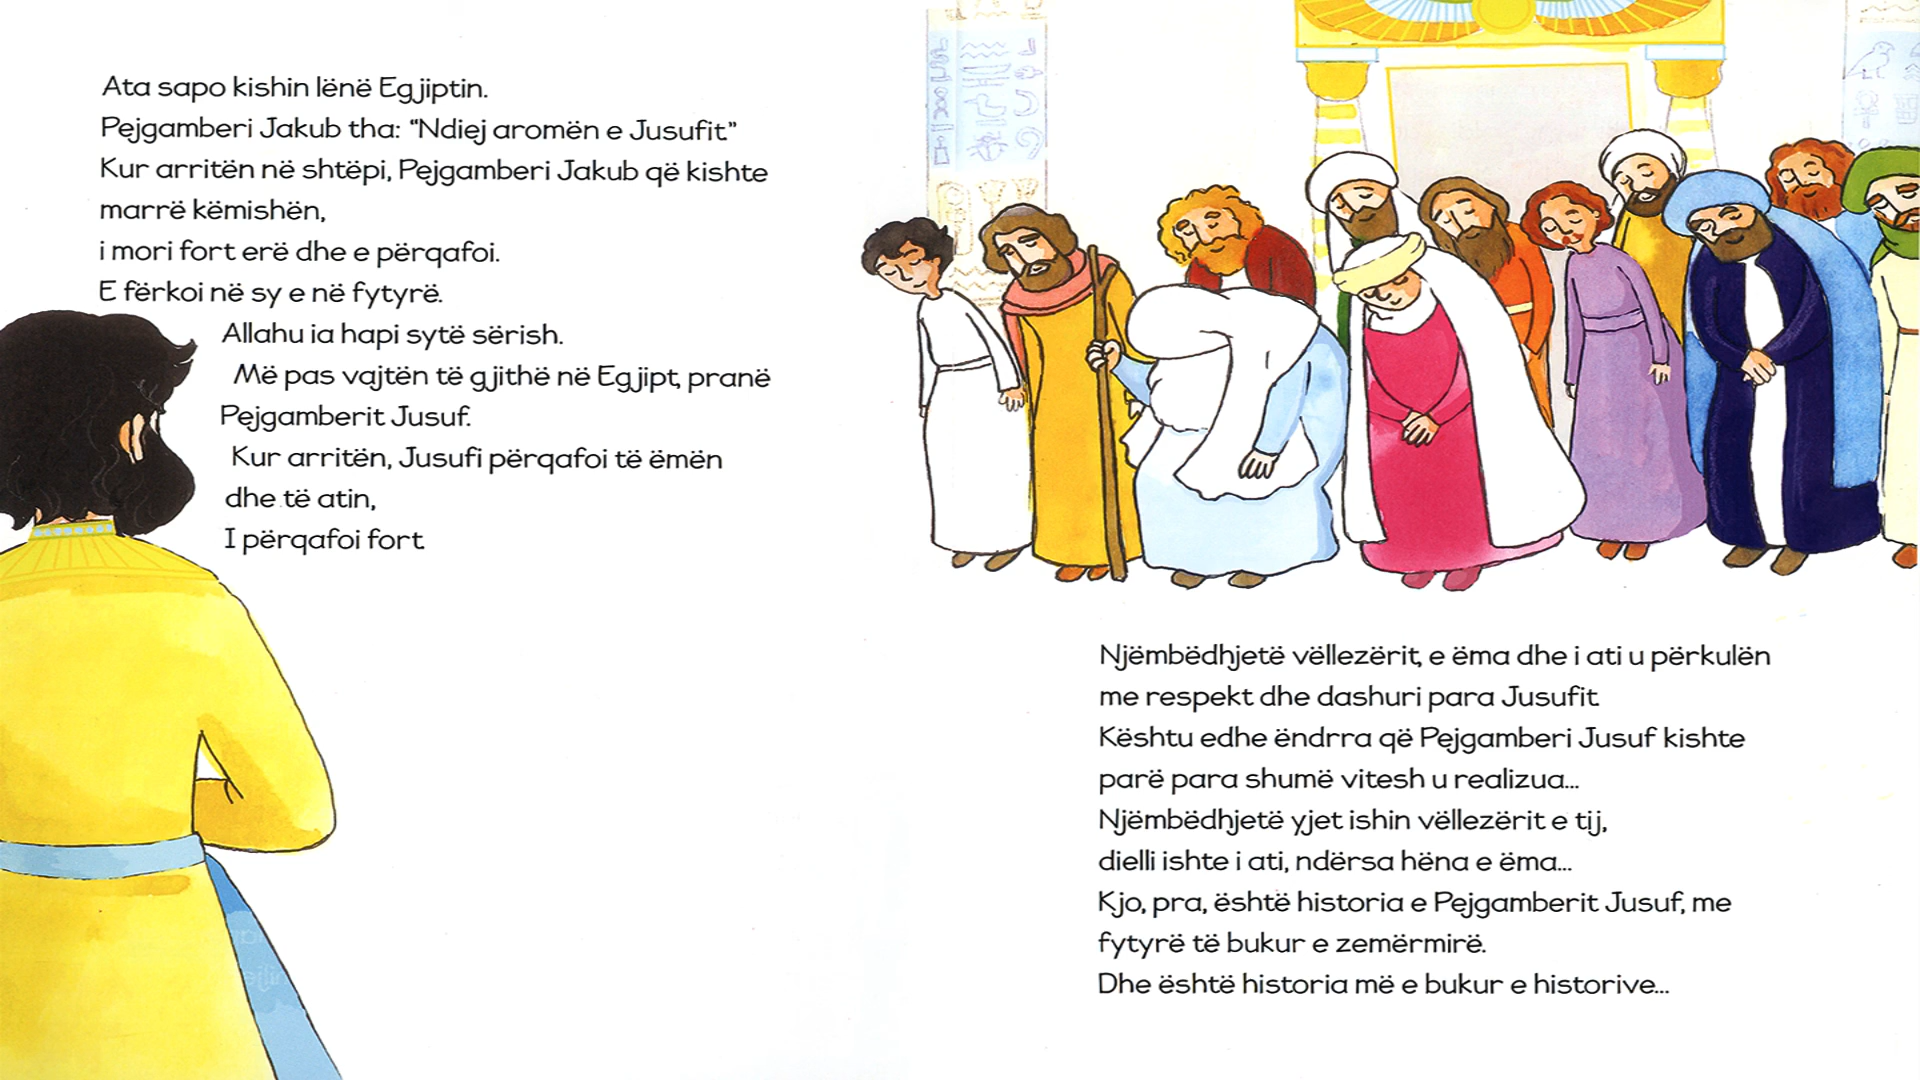 Ata sapo kishin lënë Egjiptin.
Pejgamberi Jakub tha: “Ndiej aromën e Jusufit”
Kur arritën në shtëpi, Pejgamberi Jakub që kishte
marrë këmishën,
i mori fort erë dhe e përqafoi.
E fërkoi në sy e në fytyrë.
Allahu ia hapi sytë sërish.
Më pas vajtën të gjithë në Egjipt, pranë
Pejgamberit Jusuf.
Kur arritën, Jusufi përqafoi të ëmën
dhe të atin,
I përqafoi fort.
Njëmbëdhjetë vëllezërit, e ëma dhe i ati u përkulën
me respekt dhe dashuri para Jusufit.
Kështu edhe ëndrra që Pejgamberi Jusuf kishte
parë para shumë vitesh u realizua...
Njëmbëdhjetë yjet ishin vëllezërit e tij,
dielli ishte i ati, ndërsa hëna e ëma...
Kjo, pra, është historia e Pejgamberit Jusuf, me
fytyrë të bukur e zemërmirë.
Dhe është historia më e bukur e historive...